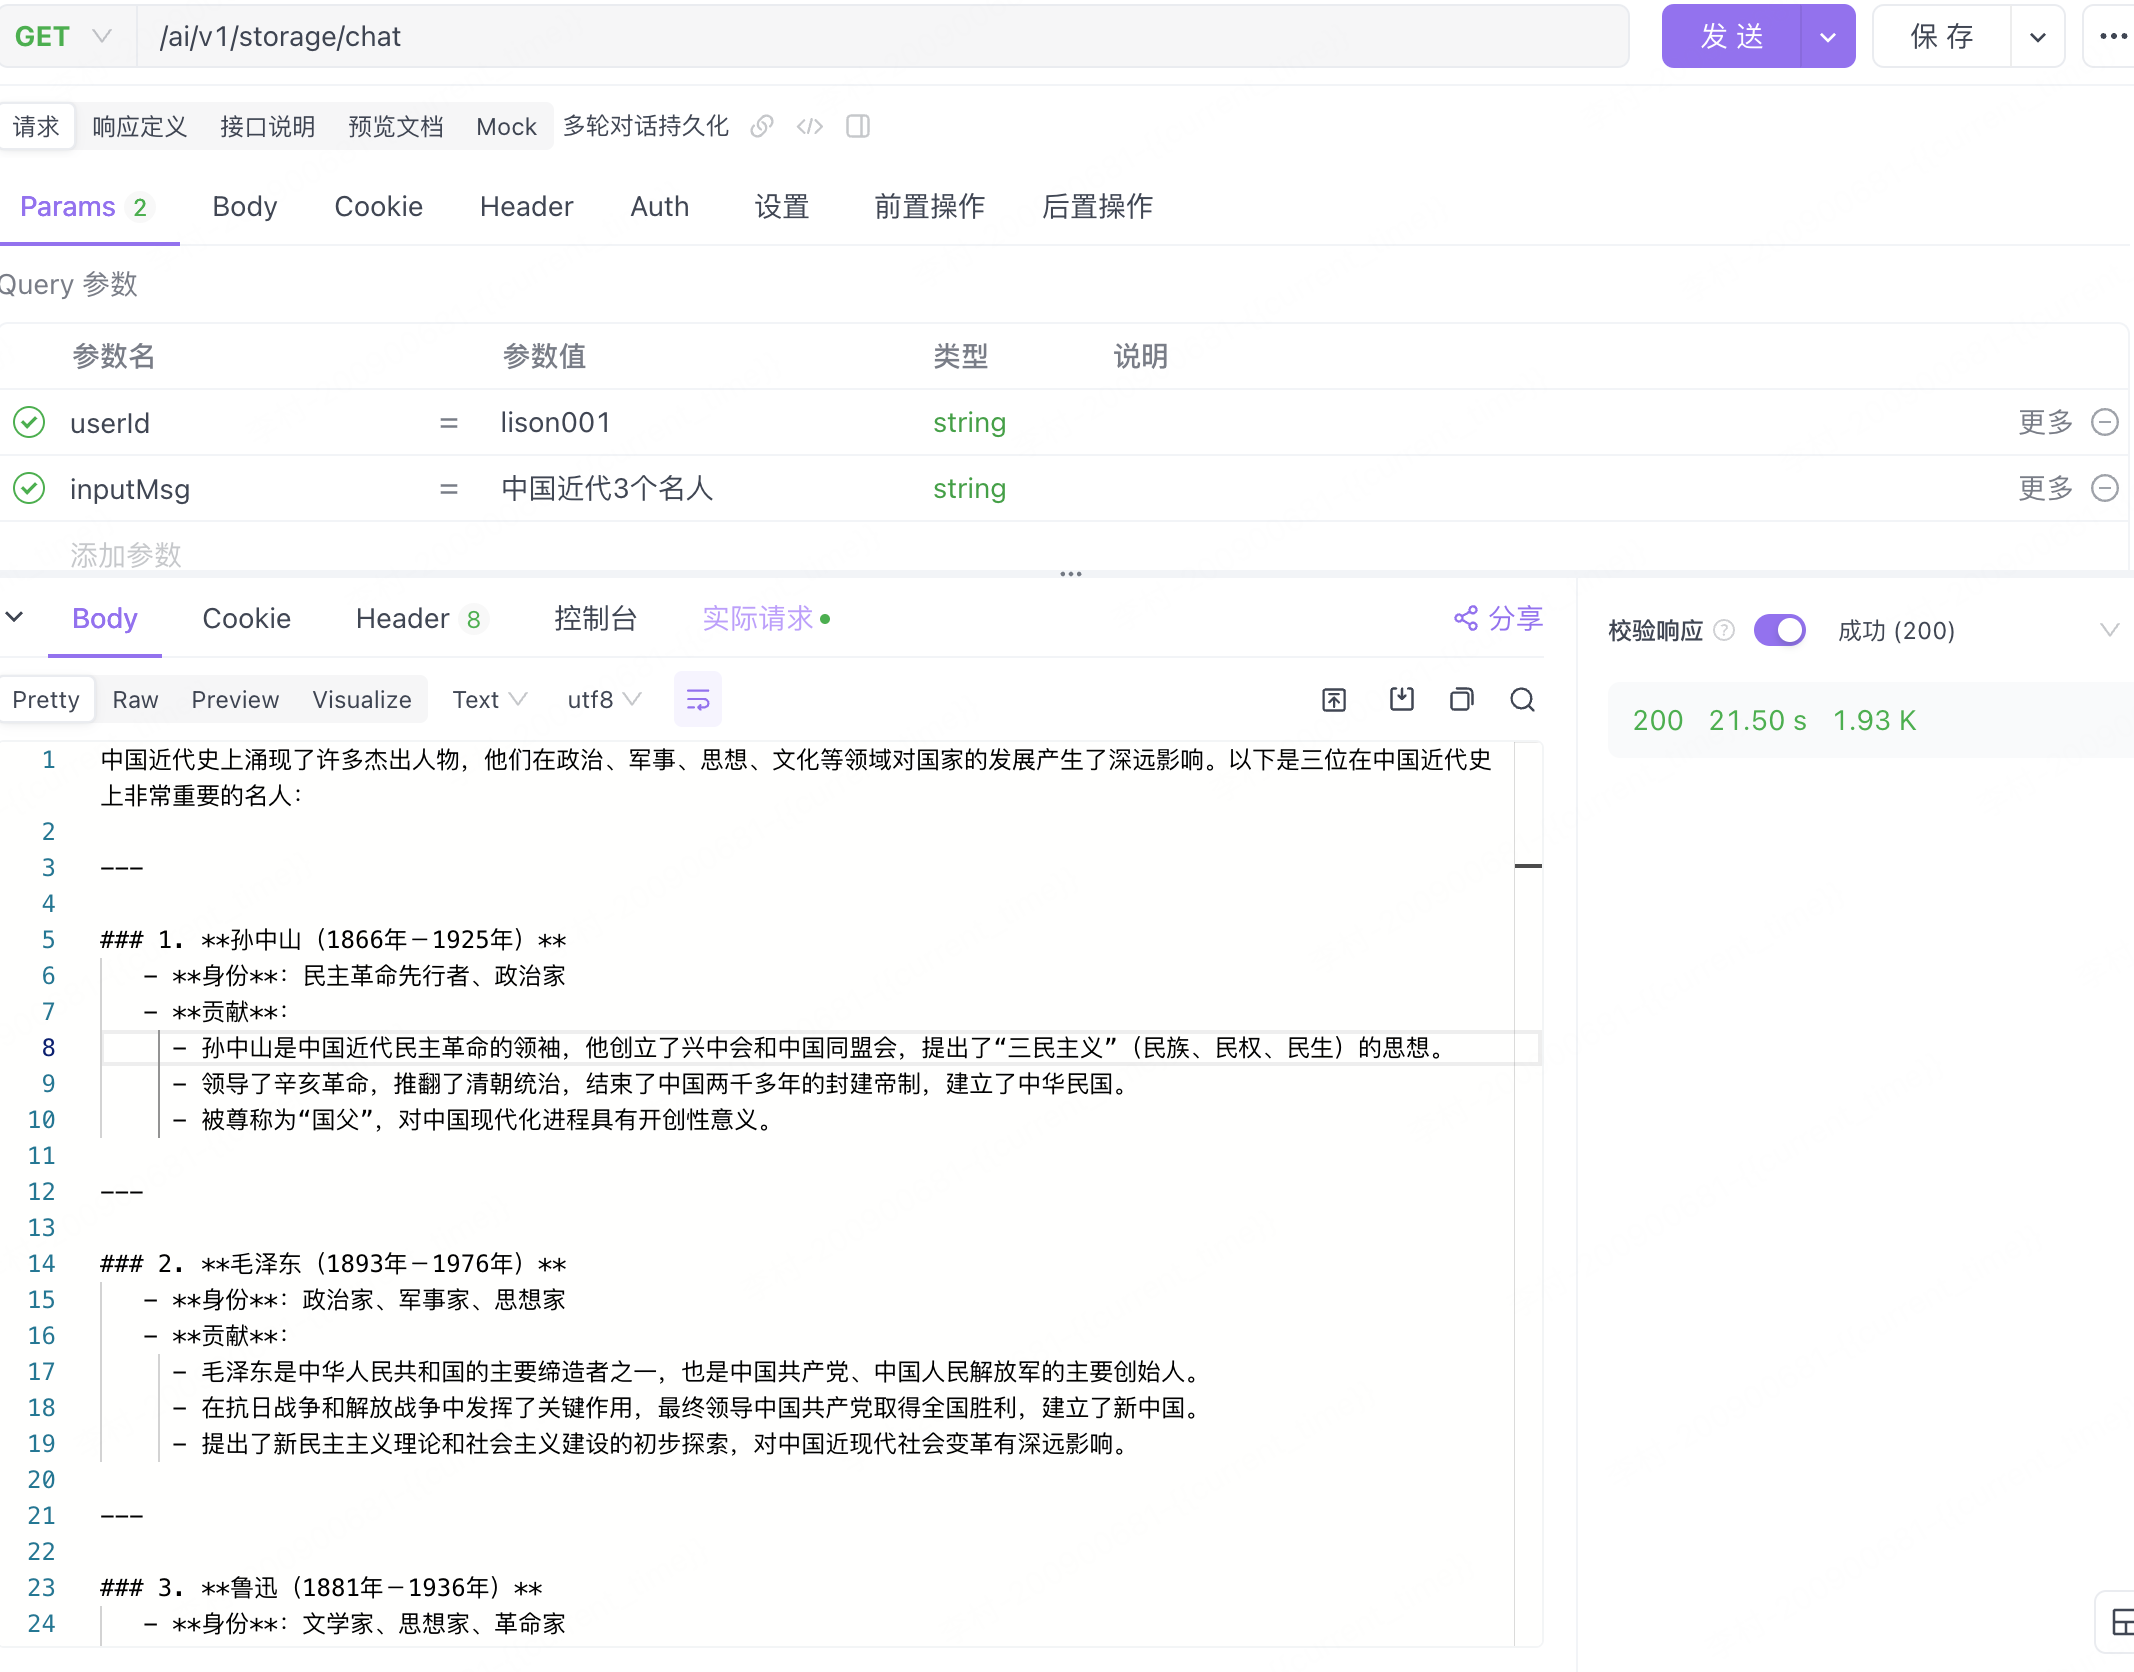 GET /ai/v1/storage/chat 发送 保存
请求 响应定义 接口说明 预览文档 Mock 多轮对话持久化
Params 2 Body Cookie Header Auth 设置 前置操作 后置操作
Query 参数
参数名 参数值 类型 说明
userId = lison001 string 更多
inputMsg = 中国近代3个名人 string 更多
添加参数
Body Cookie Header 8 控制台 实际请求 分享
校验响应 ? 成功 (200)
Pretty Raw Preview Visualize Text utf8
200 21.50 s 1.93 K
1 中国近代史上涌现了许多杰出人物，他们在政治、军事、思想、文化等领域对国家的发展产生了深远影响。以下是三位在中国近代史
上非常重要的名人：
2
3 ---
4
5 ### 1. **孙中山（1866年－1925年）**
6 - **身份**：民主革命先行者、政治家
7 - **贡献**：
8 - 孙中山是中国近代民主革命的领袖，他创立了兴中会和中国同盟会，提出了“三民主义”（民族、民权、民生）的思想。
9 - 领导了辛亥革命，推翻了清朝统治，结束了中国两千多年的封建帝制，建立了中华民国。
10 - 被尊称为“国父”，对中国现代化进程具有开创性意义。
11
12 ---
13
14 ### 2. **毛泽东（1893年－1976年）**
15 - **身份**：政治家、军事家、思想家
16 - **贡献**：
17 - 毛泽东是中华人民共和国的主要缔造者之一，也是中国共产党、中国人民解放军的主要创始人。
18 - 在抗日战争和解放战争中发挥了关键作用，最终领导中国共产党取得全国胜利，建立了新中国。
19 - 提出了新民主主义理论和社会主义建设的初步探索，对中国近现代社会变革有深远影响。
20
21 ---
22
23 ### 3. **鲁迅（1881年－1936年）**
24 - **身份**：文学家、思想家、革命家